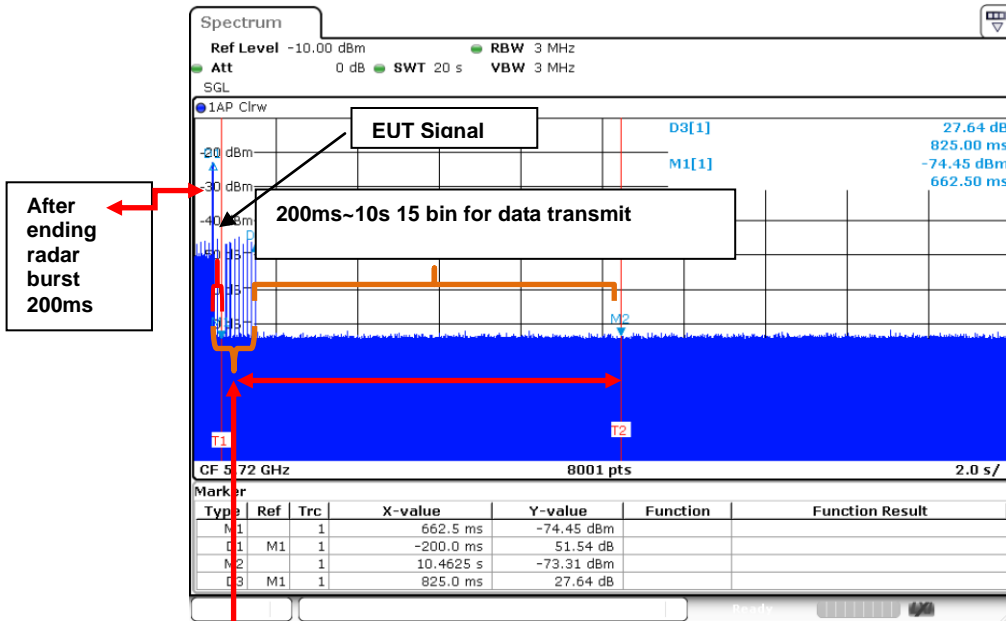 Spectrum
Ref Level -10.00 dBm RBW 3 MHz
Att 0 dB SWT 20 s VBW 3 MHz
SGL
1AP Clrw
EUT Signal
D3[1] 27.64 dB
825.00 ms
M1[1] -74.45 dBm
662.50 ms
-20 dBm
-30 dBm
-40 dBm
-50 dBm
After
ending
radar
burst
200ms
200ms~10s 15 bin for data transmit
M2
T1
T2
CF 5.72 GHz 8001 pts 2.0 s/
Marker
Type Ref Trc X-value Y-value Function Function Result
M1 1 662.5 ms -74.45 dBm
D1 M1 1 -200.0 ms 51.54 dB
M2 1 10.4625 s -73.31 dBm
D3 M1 1 825.0 ms 27.64 dB
Ready